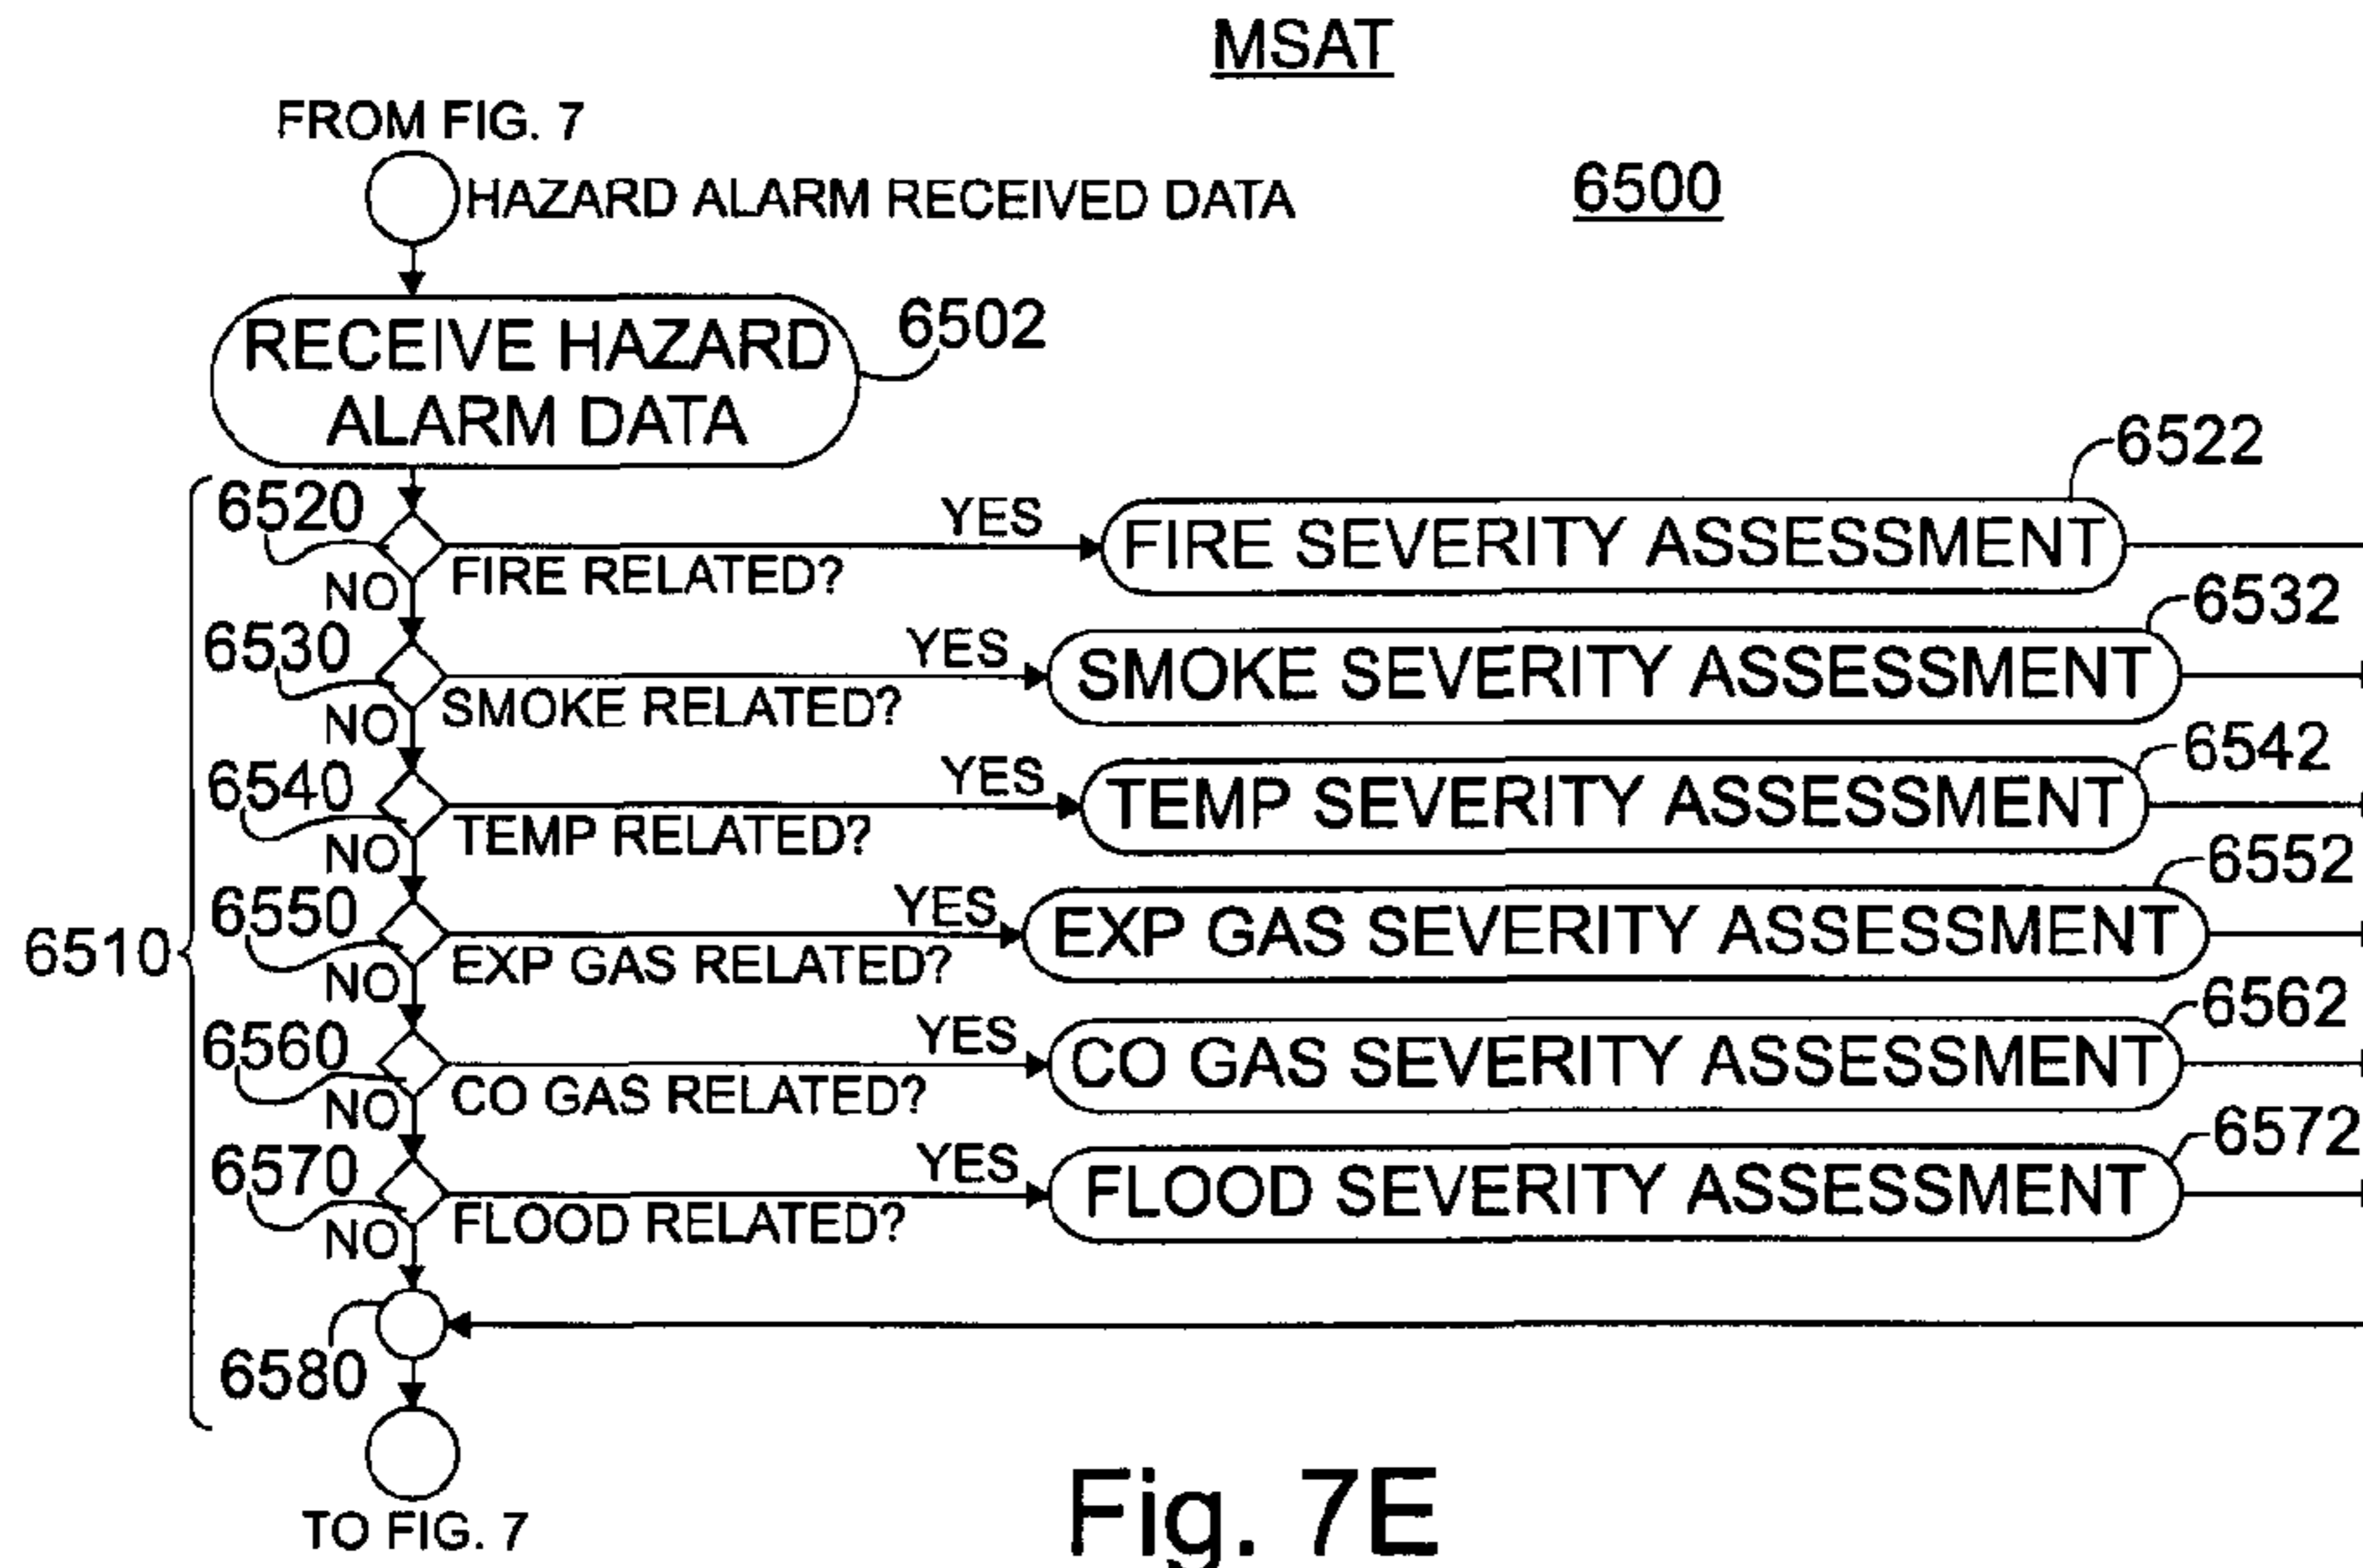 MSAT
FROM FIG. 7
HAZARD ALARM RECEIVED DATA
6500
RECEIVE HAZARD
ALARM DATA
6502
6510
6520
YES
FIRE RELATED?
NO
FIRE SEVERITY ASSESSMENT
6522
6530
YES
SMOKE RELATED?
NO
SMOKE SEVERITY ASSESSMENT
6532
6540
YES
TEMP RELATED?
NO
TEMP SEVERITY ASSESSMENT
6542
6550
YES
EXP GAS RELATED?
NO
EXP GAS SEVERITY ASSESSMENT
6552
6560
YES
CO GAS RELATED?
NO
CO GAS SEVERITY ASSESSMENT
6562
6570
YES
FLOOD RELATED?
NO
FLOOD SEVERITY ASSESSMENT
6572
6580
TO FIG. 7
Fig. 7E